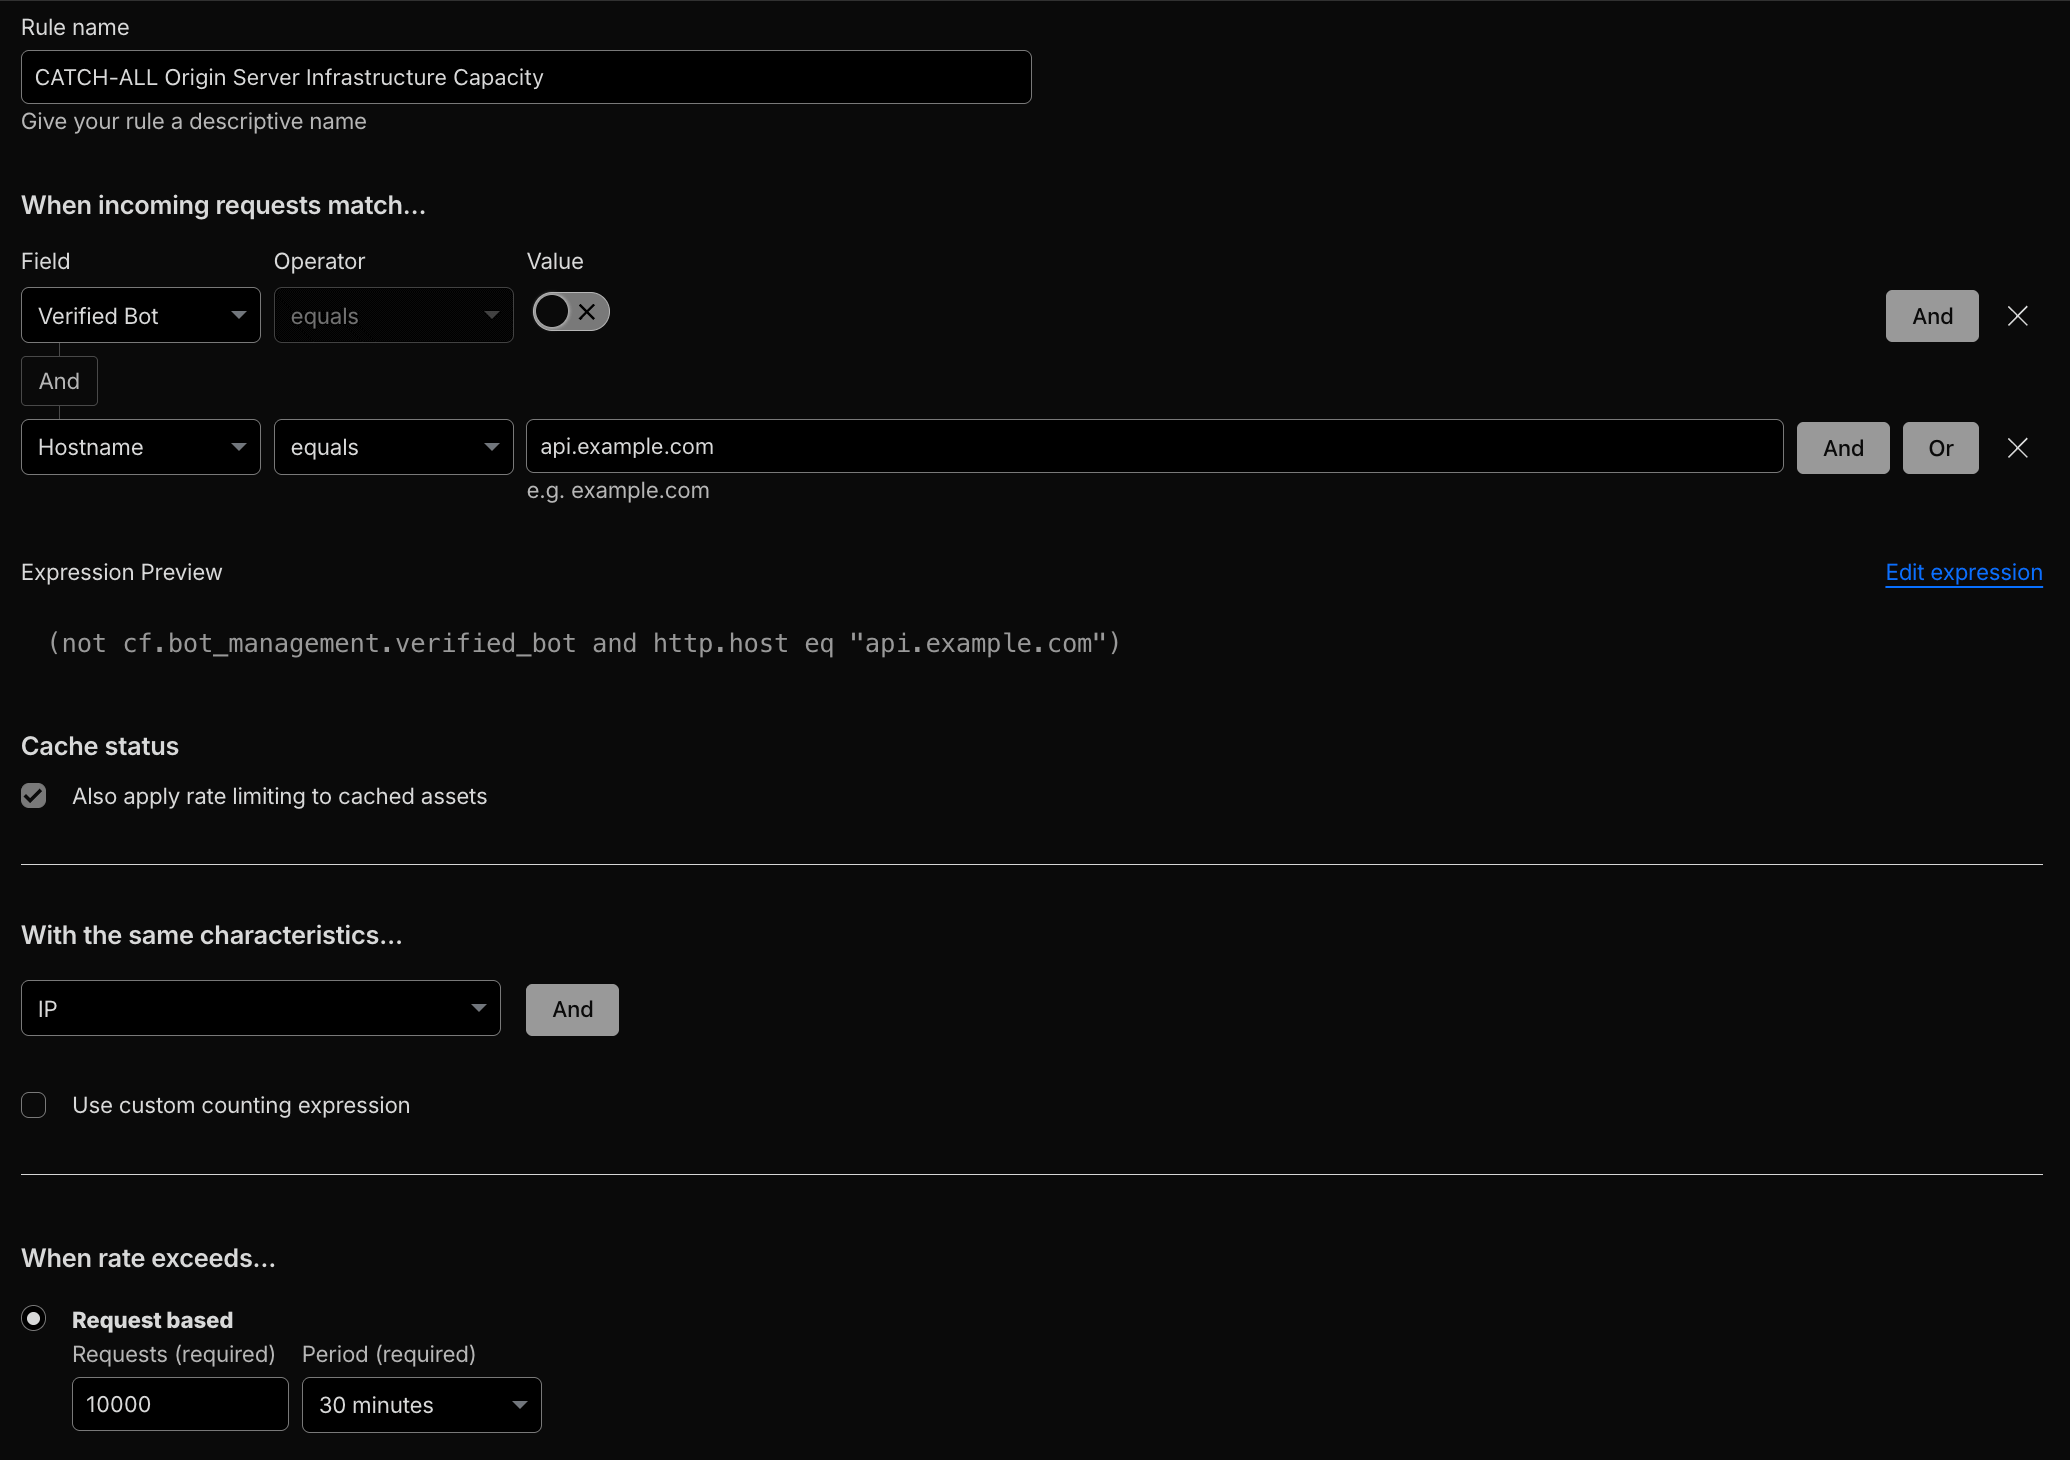 Rule name
CATCH-ALL Origin Server Infrastructure Capacity
Give your rule a descriptive name
When incoming requests match...
Field Operator Value
Verified Bot equals And
And
Hostname equals api.example.com And Or
e.g. example.com
Expression Preview Edit expression
(not cf.bot_management.verified_bot and http.host eq "api.example.com")
Cache status
Also apply rate limiting to cached assets
With the same characteristics...
IP And
Use custom counting expression
When rate exceeds...
Request based
Requests (required) Period (required)
10000 30 minutes